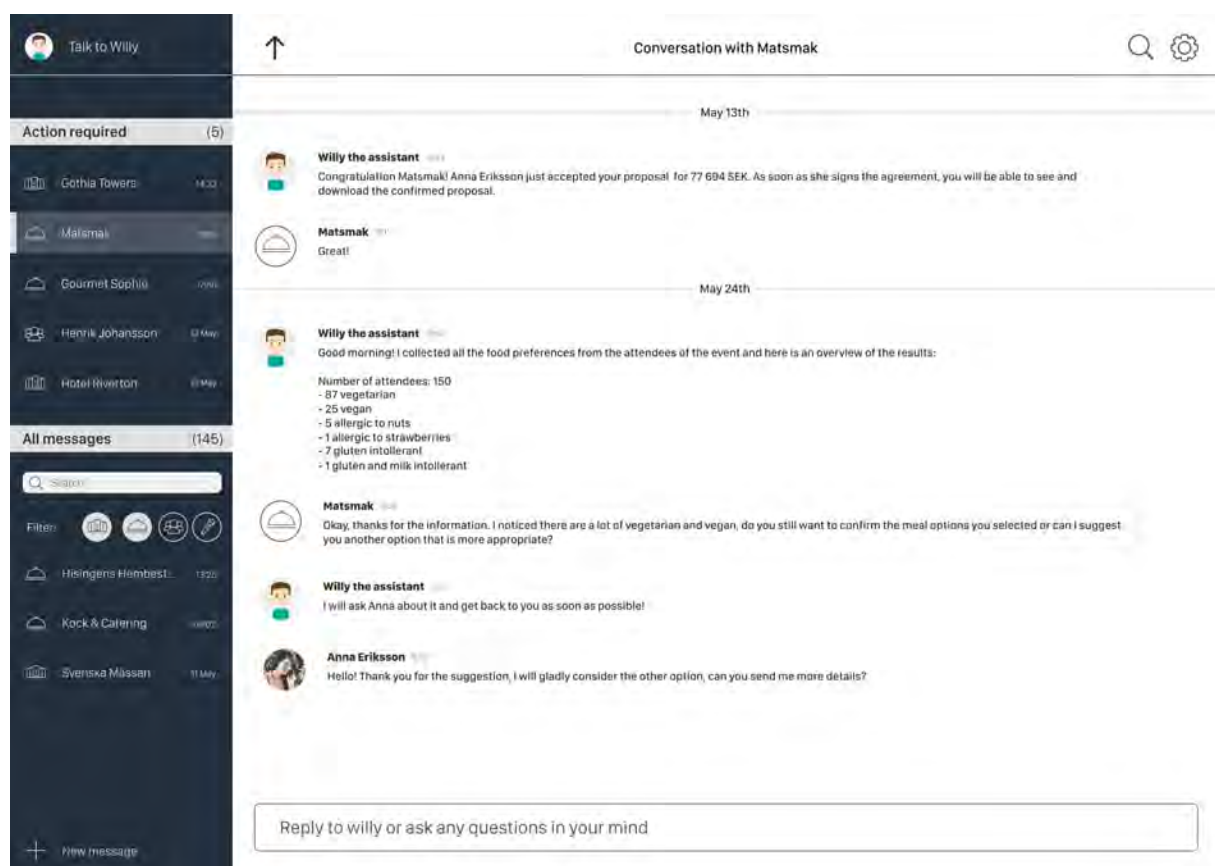 Talk to Willy
Conversation with Matsmak
Action required (5)
Gothia Towers
Matsmak
Gourmet Sophie
Henrik Johansson
Hotel Riverton
All messages (145)
Search
Filter:
Hisingens Hembest...
Kock & Catering
Svenska Mässan 11 May
New message
May 13th
Willy the assistant
Congratulation Matsmak! Anna Eriksson just accepted your proposal for 77 694 SEK. As soon as she signs the agreement, you will be able to see and
download the confirmed proposal.
Matsmak
Great!
May 24th
Willy the assistant
Good morning! I collected all the food preferences from the attendees of the event and here is an overview of the results:
Number of attendees: 150
- 87 vegetarian
- 25 vegan
- 5 allergic to nuts
- 1 allergic to strawberries
- 7 gluten intollerant
- 1 gluten and milk intollerant
Matsmak
Okay, thanks for the information. I noticed there are a lot of vegetarian and vegan, do you still want to confirm the meal options you selected or can I suggest
you another option that is more appropriate?
Willy the assistant
I will ask Anna about it and get back to you as soon as possible!
Anna Eriksson
Hello! Thank you for the suggestion, I will gladly consider the other option, can you send me more details?
Reply to willy or ask any questions in your mind